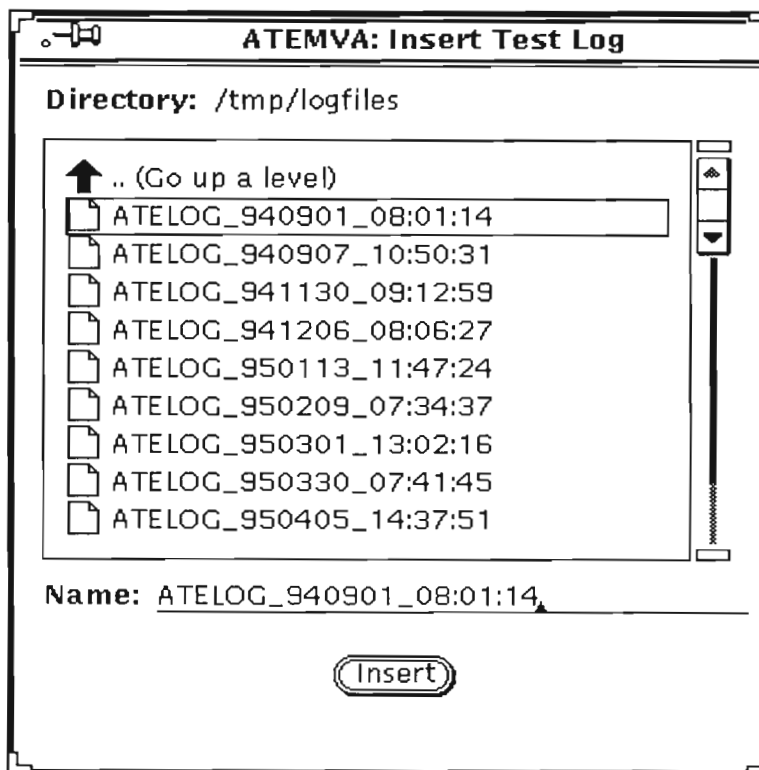 ATEMVA: Insert Test Log
Directory: /tmp/logfiles
.. (Go up a level)
ATELOG_940901_08:01:14
ATELOG_940907_10:50:31
ATELOG_941130_09:12:59
ATELOG_941206_08:06:27
ATELOG_950113_11:47:24
ATELOG_950209_07:34:37
ATELOG_950301_13:02:16
ATELOG_950330_07:41:45
ATELOG_950405_14:37:51
Name: ATELOG_940901_08:01:14
Insert